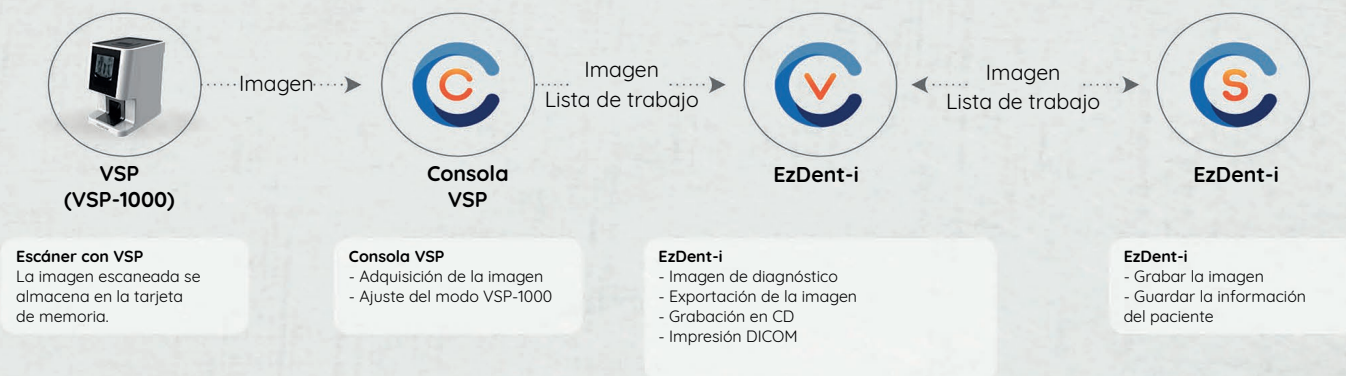 C
V
S
Imagen
Imagen
Lista de trabajo
Imagen
Lista de trabajo
VSP
(VSP-1000)
Consola
VSP
EzDent-i
EzDent-i
Escáner con VSP
La imagen escaneada se
almacena en la tarjeta
de memoria.
Consola VSP
- Adquisición de la imagen
- Ajuste del modo VSP-1000
EzDent-i
- Imagen de diagnóstico
- Exportación de la imagen
- Grabación en CD
- Impresión DICOM
EzDent-i
- Grabar la imagen
- Guardar la información
del paciente